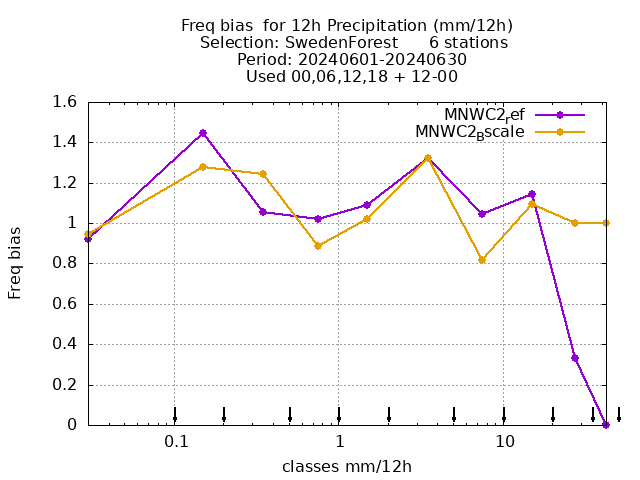 Freq bias  for 12h Precipitation (mm/12h)
Selection: SwedenForest      6 stations
Period: 20240601-20240630
Used 00,06,12,18 + 12-00
MNWC2ref
MNWC2Bscale
1.6
1.4
1.2
1
0.8
0.6
0.4
0.2
0
Freq bias
0.1
1
10
classes mm/12h